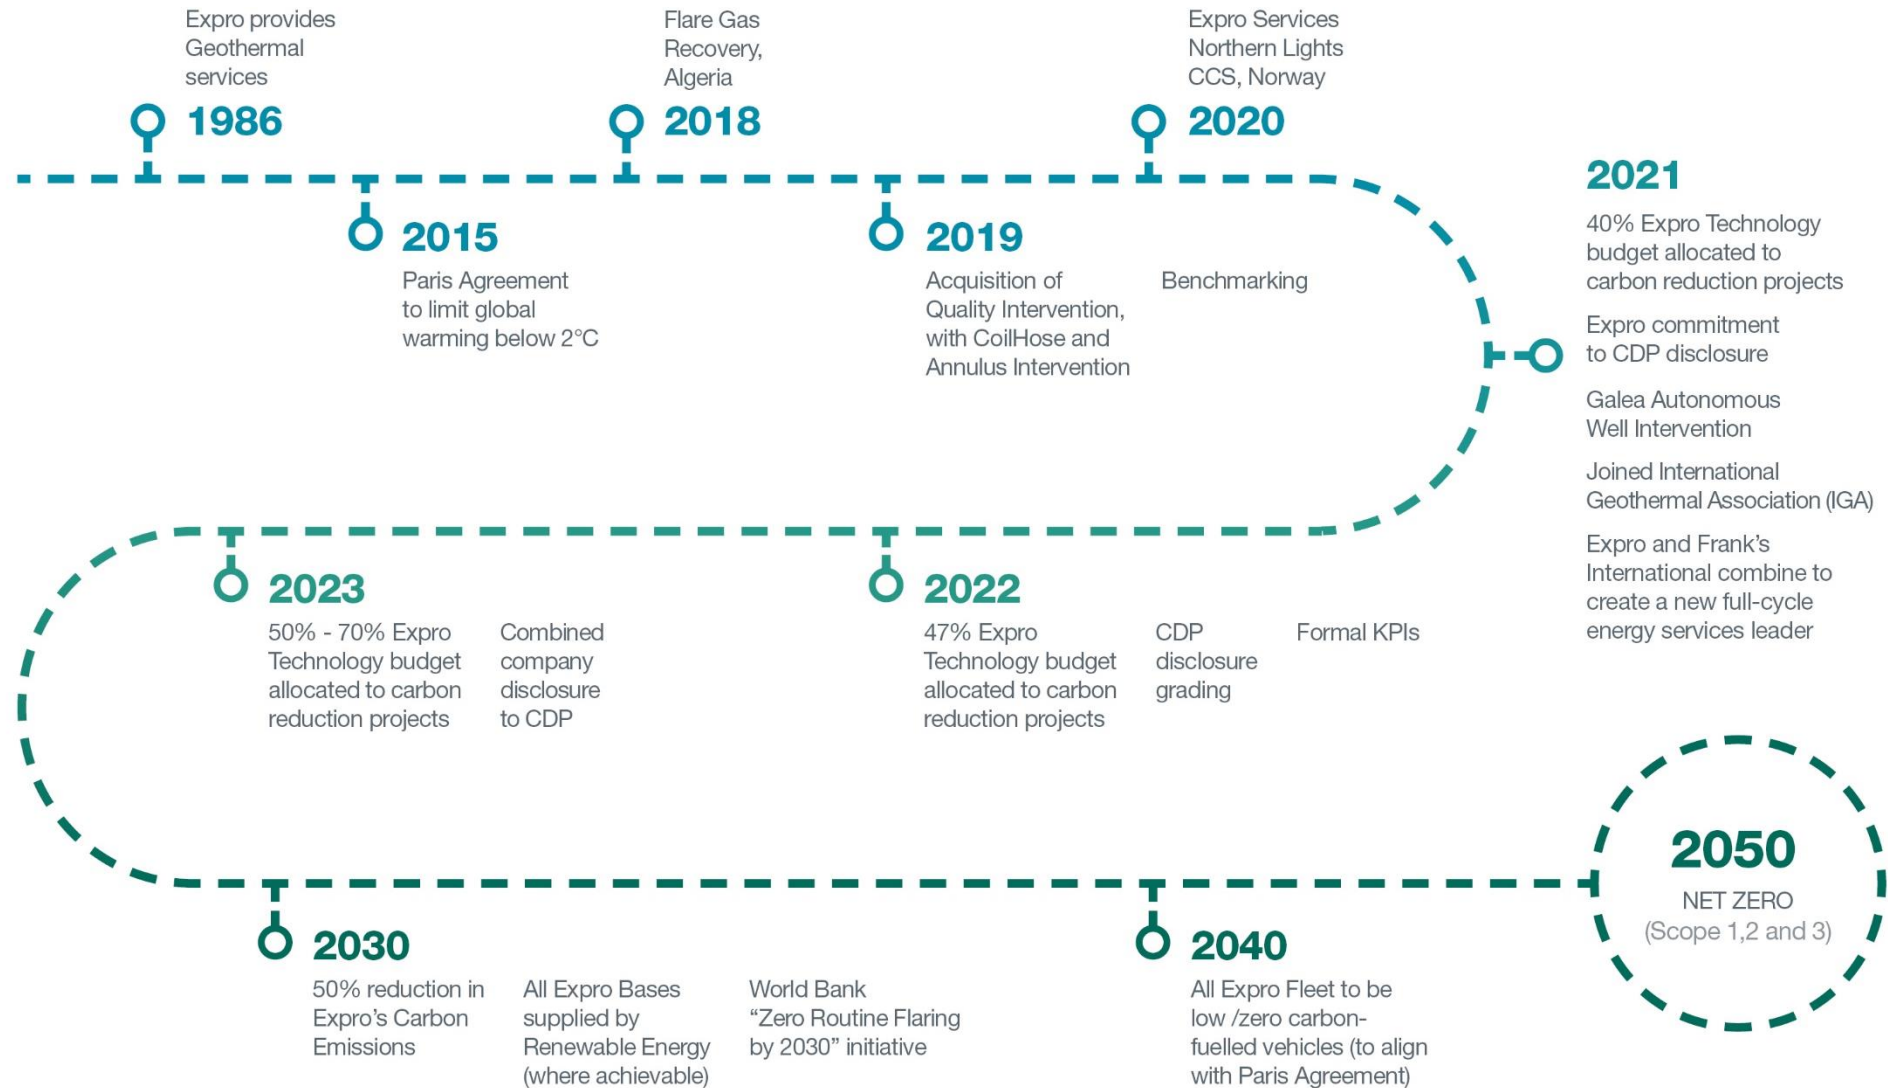 Expro provides
Geothermal
services
1986
2015
Paris Agreement
to limit global
warming below 2°C
Flare Gas
Recovery,
Algeria
2018
2019
Acquisition of
Quality Intervention,
with CoilHose and
Annulus Intervention
Benchmarking
Expro Services
Northern Lights
CCS, Norway
2020
2021
40% Expro Technology
budget allocated to
carbon reduction projects
Expro commitment
to CDP disclosure
Galea Autonomous
Well Intervention
Joined International
Geothermal Association (IGA)
Expro and Frank’s
International combine to
create a new full-cycle
energy services leader
2022
47% Expro
Technology budget
allocated to carbon
reduction projects
CDP
disclosure
grading
Formal KPIs
2023
50% - 70% Expro
Technology budget
allocated to carbon
reduction projects
Combined
company
disclosure
to CDP
2030
50% reduction in
Expro’s Carbon
Emissions
All Expro Bases
supplied by
Renewable Energy
(where achievable)
World Bank
“Zero Routine Flaring
by 2030” initiative
2040
All Expro Fleet to be
low /zero carbon-
fuelled vehicles (to align
with Paris Agreement)
2050
NET ZERO
(Scope 1,2 and 3)